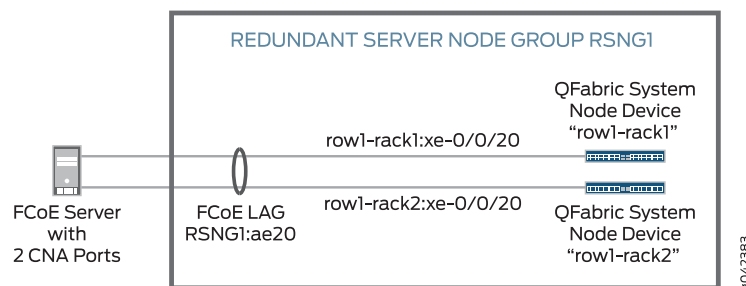 REDUNDANT SERVER NODE GROUP RSNG1
QFabric System
Node Device
“row1-rack1”
row1-rack1:xe-0/0/20
row1-rack2:xe-0/0/20
FCoE Server
with
2 CNA Ports
FCoE LAG
RSNG1:ae20
QFabric System
Node Device
“row1-rack2”